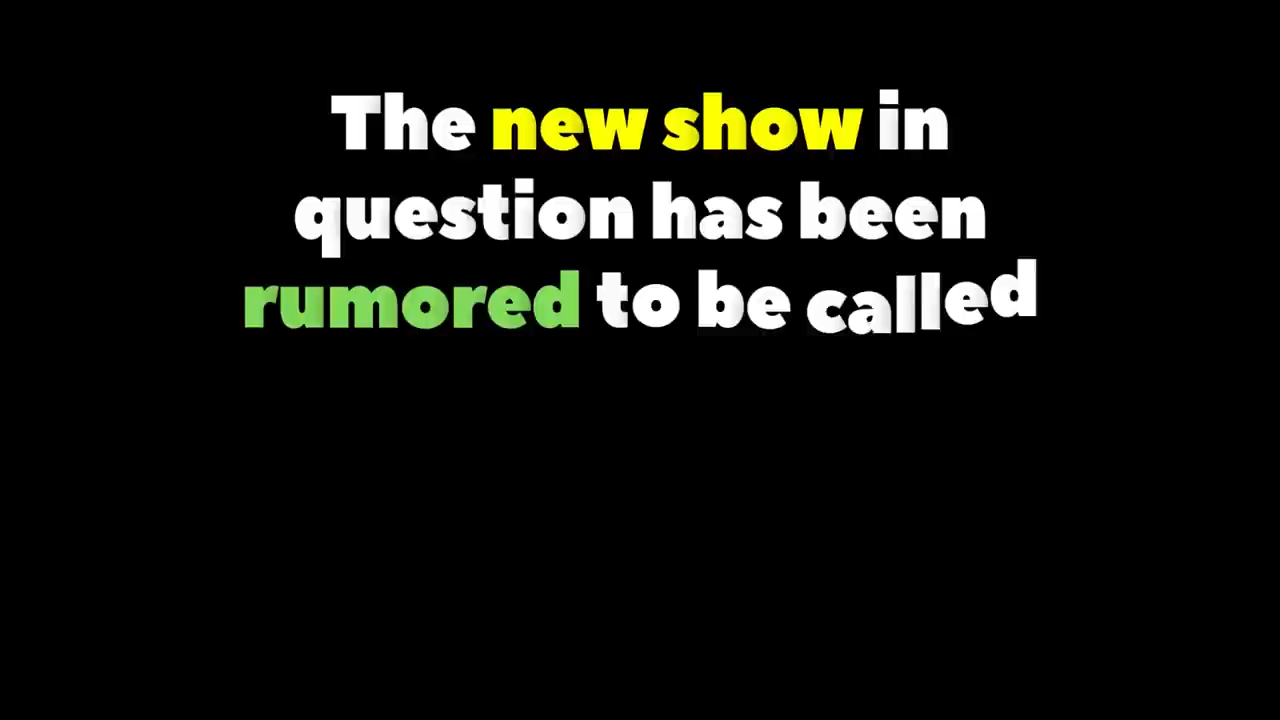 The new show in
question has been
rumored to be called